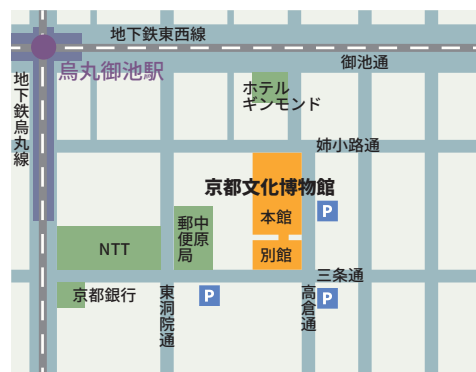 地下鉄東西線
御池通
烏丸御池駅
地下鉄烏丸線
ホテル
ギンモンド
姉小路通
京都文化博物館
P
本館
中原
郵便局
NTT
別館
三条通
京都銀行
東洞院通
P
高倉通
P